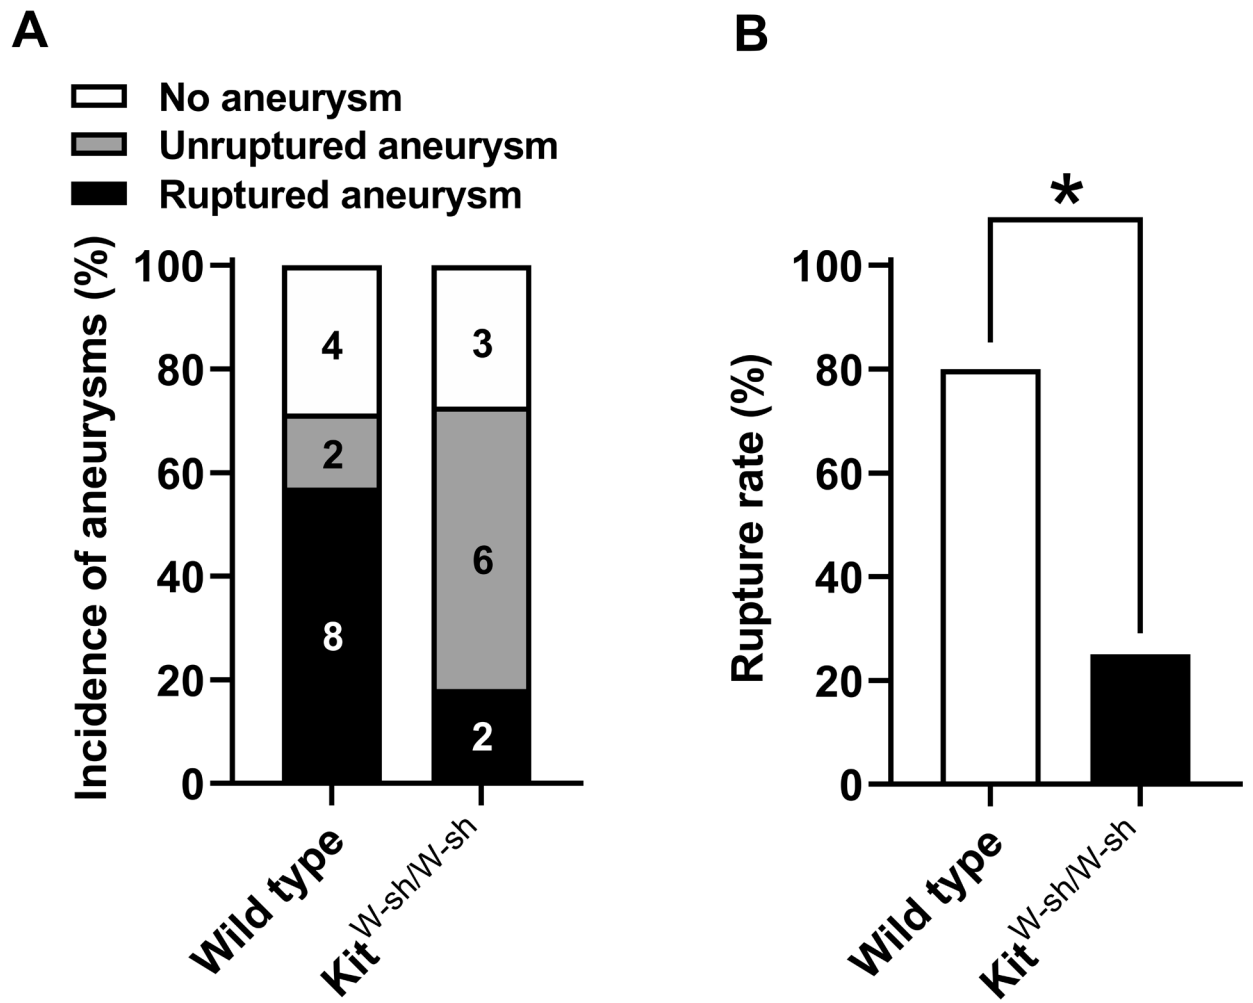 A
No aneurysm
Unruptured aneurysm
Ruptured aneurysm
Incidence of aneurysms (%)
100
80
60
40
20
0
4
2
8
3
6
2
Wild type
Kit^W-sh/W-sh
B
*
Rupture rate (%)
100
80
60
40
20
0
Wild type
Kit^W-sh/W-sh